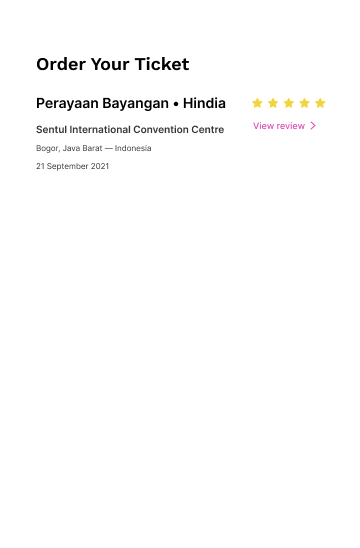 Order Your Ticket
Perayaan Bayangan • Hindia
Sentul International Convention Centre
View review
Bogor, Java Barat — Indonesia
21 September 2021